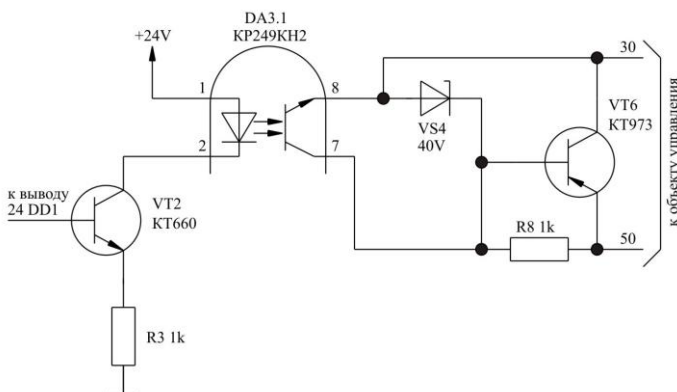 DA3.1
КР249КН2
+24V
1
8
2
7
VS4
40V
30
VT6
КТ973
к объекту управления
к выводу
24 DD1
VT2
КТ660
R8 1k
50
R3 1k